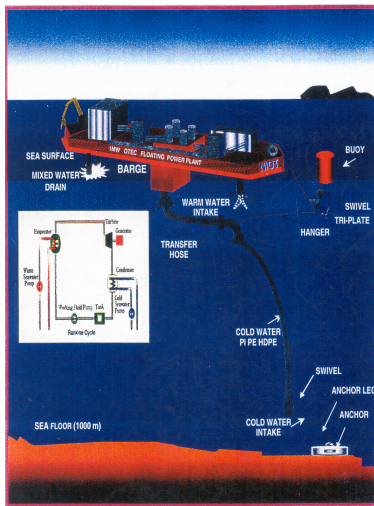 1MW OTEC FLOATING POWER PLANT
NIOT
BUOY
SEA SURFACE
BARGE
MIXED WATER
DRAIN
WARM WATER
INTAKE
SWIVEL
TRI-PLATE
HANGER
TRANSFER
HOSE
Turbine
Evaporator
Generator
Condenser
Warm
Seawater
Pump
Cold
Seawater
Pump
Working Fluid Pump
Tank
Rankine Cycle
COLD WATER
PI PE HDPE
SWIVEL
ANCHOR LEG
ANCHOR
COLD WATER
INTAKE
SEA FLOOR (1000 m)